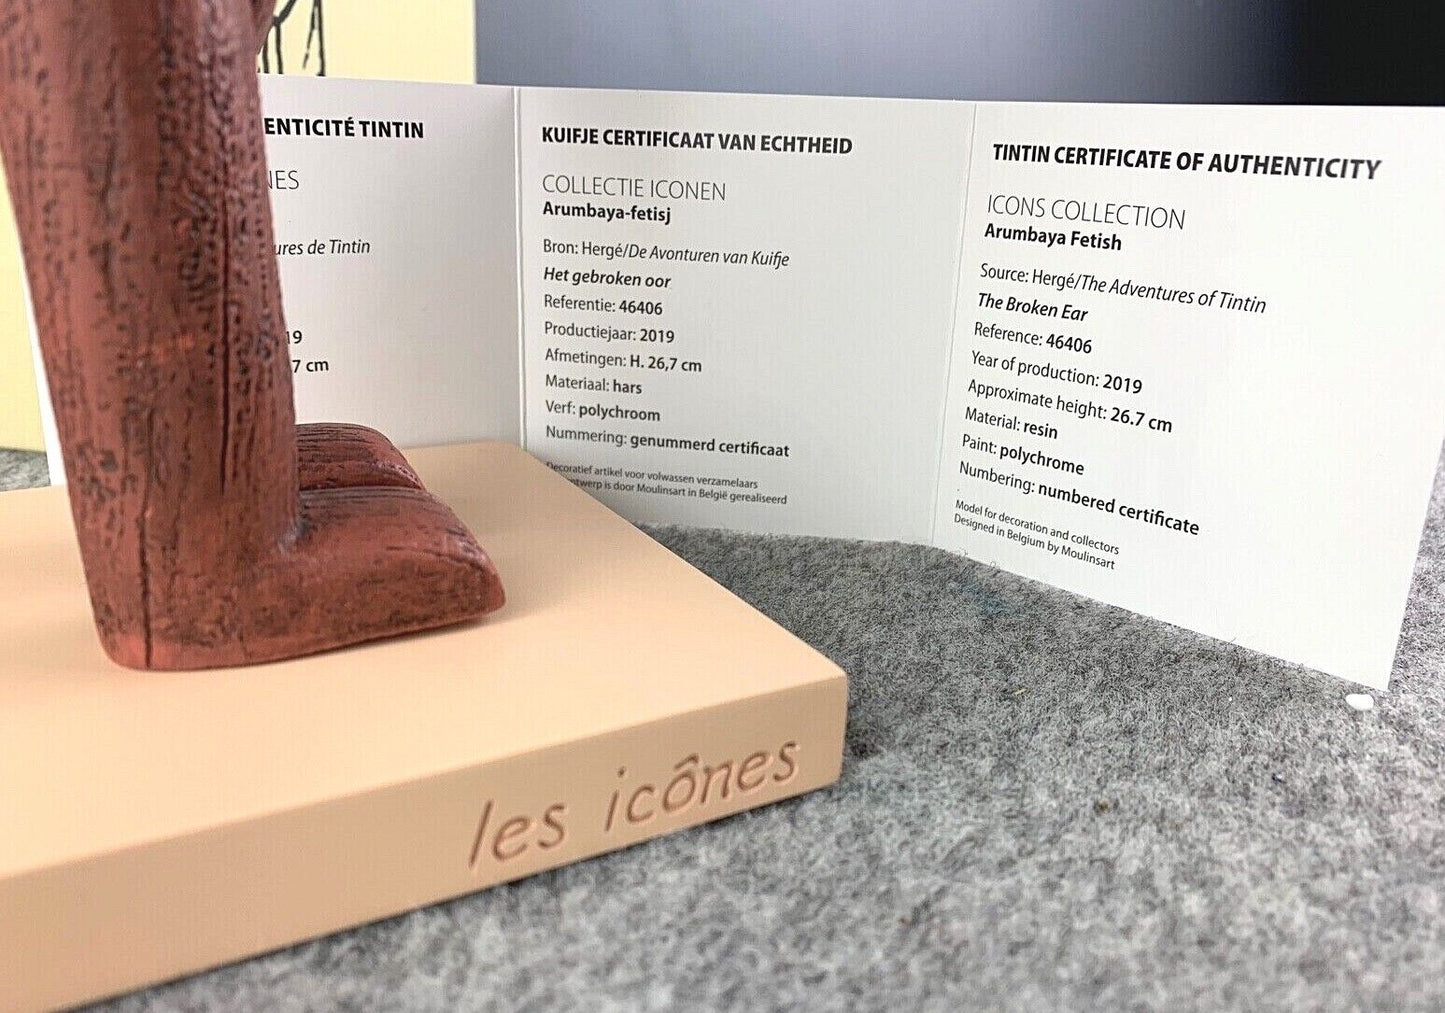 ENTICITÉ TINTIN
NES
ures de Tintin
19
7 cm
KUIFJE CERTIFICAAT VAN ECHTHEID
COLLECTIE ICONEN
Arumbaya-fetisj
Bron: Hergé/De Avonturen van Kuifje
Het gebroken oor
Referentie: 46406
Productiejaar: 2019
Afmetingen: H. 26,7 cm
Materiaal: hars
Verf: polychroom
Nummering: genummerd certificaat
Decoratief artikel voor volwassen verzamelaars
ntwerp is door Moulinsart in België gerealiseerd
TINTIN CERTIFICATE OF AUTHENTICITY
ICONS COLLECTION
Arumbaya Fetish
Source: Hergé/The Adventures of Tintin
The Broken Ear
Reference: 46406
Year of production: 2019
Approximate height: 26.7 cm
Material: resin
Paint: polychrome
Numbering: numbered certificate
Model for decoration and collectors
Designed in Belgium by Moulinsart
les icônes